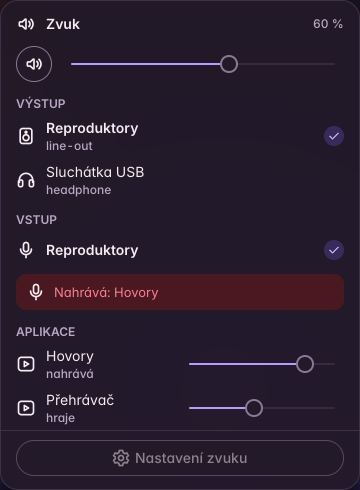 Zvuk
60 %
VÝSTUP
Reproduktory
line-out
Sluchátka USB
headphone
VSTUP
Reproduktory
Nahrává: Hovory
APLIKACE
Hovory
nahrává
Přehrávač
hraje
Nastavení zvuku